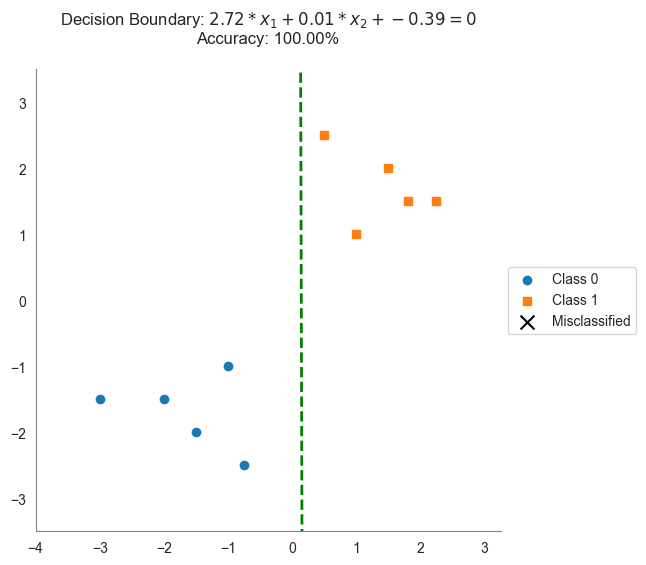 Decision Boundary: 2.72 * x₁ + 0.01 * x₂ + −0.39 = 0
Accuracy: 100.00%
3
2
1
0
−1
−2
−3
−4 −3 −2 −1 0 1 2 3
Class 0
Class 1
Misclassified